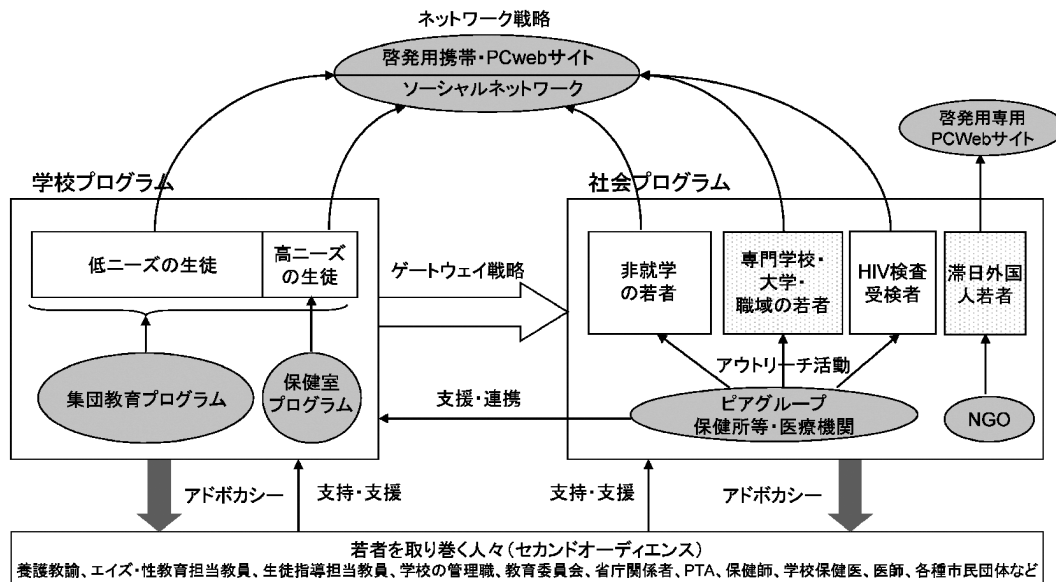 ネットワーク戦略
啓発用携帯・PCwebサイト
ソーシャルネットワーク
啓発用専用
PCWebサイト
学校プログラム
社会プログラム
低ニーズの生徒
高ニーズ
の生徒
ゲートウェイ戦略
非就学
の若者
専門学校・
大学・
職域の若者
HIV検査
受検者
滞日外国
人若者
集団教育プログラム
保健室
プログラム
アウトリーチ活動
支援・連携
ピアグループ
保健所等・医療機関
NGO
アドボカシー
支持・支援
支持・支援
アドボカシー
若者を取り巻く人々(セカンドオーディエンス)
養護教諭、エイズ・性教育担当教員、生徒指導担当教員、学校の管理職、教育委員会、省庁関係者、PTA、保健師、学校保健医、医師、各種市民団体など